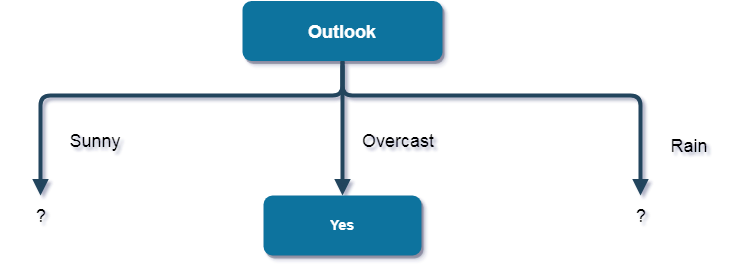 Outlook
Sunny
Overcast
Rain
?
Yes
?